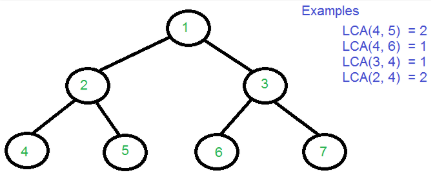 Examples
1
LCA(4, 5) = 2
LCA(4, 6) = 1
LCA(3, 4) = 1
LCA(2, 4) = 2
2 3
4 5 6 7